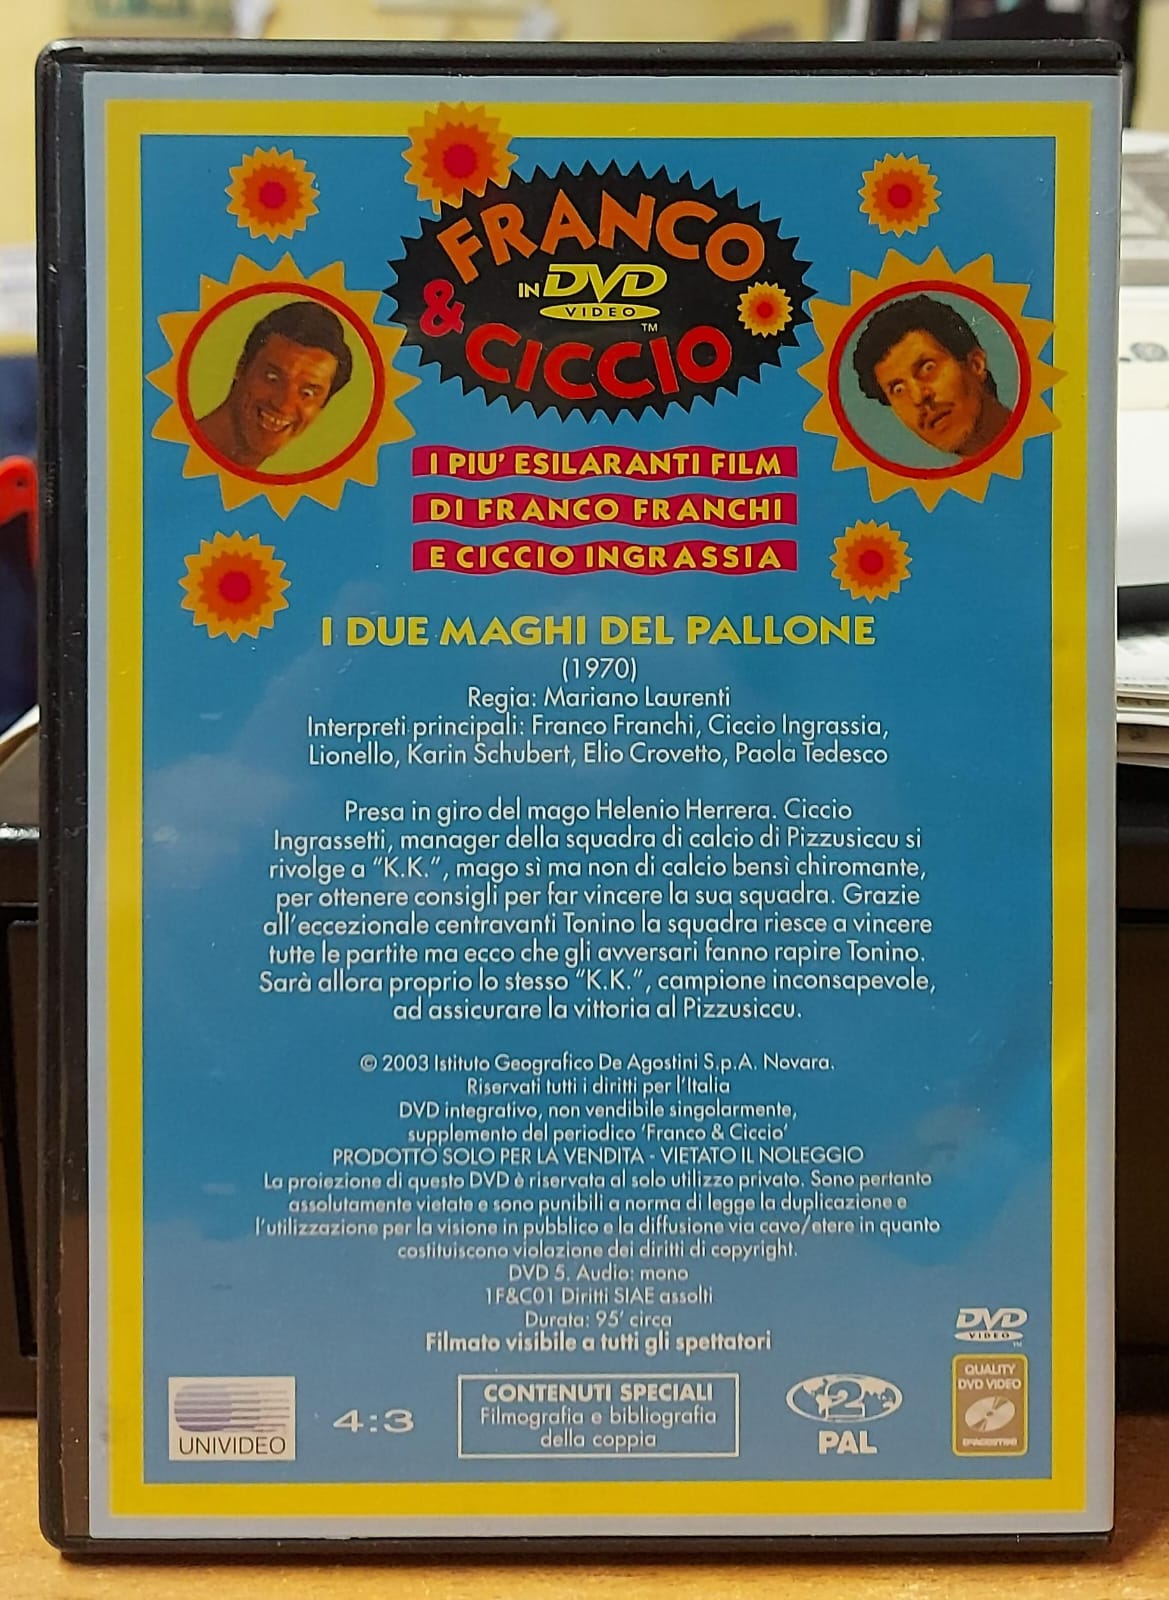 FRANCO
IN DVD
VIDEO
TM
& CICCIO
I PIU' ESILARANTI FILM
DI FRANCO FRANCHI
E CICCIO INGRASSIA
I DUE MAGHI DEL PALLONE
(1970)
Regia: Mariano Laurenti
Interpreti principali: Franco Franchi, Ciccio Ingrassia,
Lionello, Karin Schubert, Elio Crovetto, Paola Tedesco
Presa in giro del mago Helenio Herrera. Ciccio
Ingrassetti, manager della squadra di calcio di Pizzusiccu si
rivolge a "K.K.", mago sì ma non di calcio bensì chiromante,
per ottenere consigli per far vincere la sua squadra. Grazie
all'eccezionale centravanti Tonino la squadra riesce a vincere
tutte le partite ma ecco che gli avversari fanno rapire Tonino.
Sarà allora proprio lo stesso "K.K.", campione inconsapevole,
ad assicurare la vittoria al Pizzusiccu.
© 2003 Istituto Geografico De Agostini S.p.A. Novara.
Riservati tutti i diritti per l'Italia
DVD integrativo, non vendibile singolarmente,
supplemento del periodico 'Franco & Ciccio'
PRODOTTO SOLO PER LA VENDITA - VIETATO IL NOLEGGIO
La proiezione di questo DVD è riservata al solo utilizzo privato. Sono pertanto
assolutamente vietate e sono punibili a norma di legge la duplicazione e
l'utilizzazione per la visione in pubblico e la diffusione via cavo/etere in quanto
costituiscono violazione dei diritti di copyright.
DVD 5. Audio: mono
1F&C01 Diritti SIAE assolti
Durata: 95' circa
Filmato visibile a tutti gli spettatori
DVD
VIDEO
TM
UNIVIDEO
4:3
CONTENUTI SPECIALI
Filmografia e bibliografia
della coppia
2
PAL
QUALITY
DVD VIDEO
DeAGOSTINI